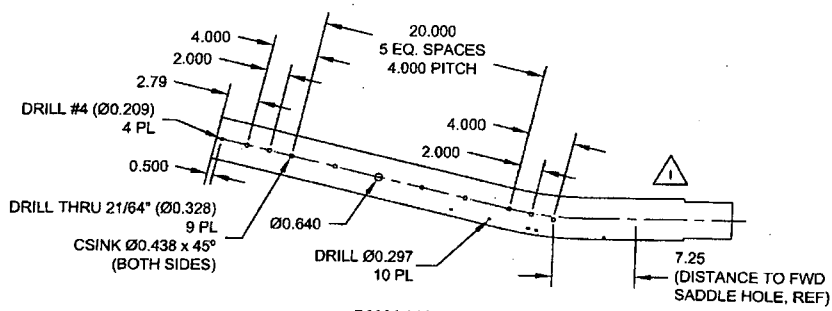 20.000
5 EQ. SPACES
4.000 PITCH
4.000
2.000
2.79
DRILL #4 (Ø0.209)
4 PL
0.500
DRILL THRU 21/64" (Ø0.328)
9 PL
CSINK Ø0.438 x 45°
(BOTH SIDES)
Ø0.640
DRILL Ø0.297
10 PL
4.000
2.000
1
7.25
(DISTANCE TO FWD
SADDLE HOLE, REF)